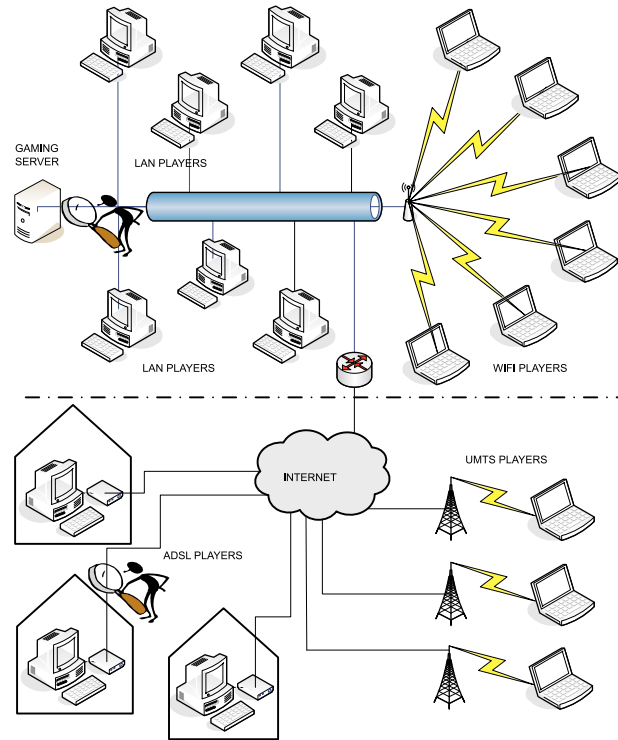 GAMING
SERVER
LAN PLAYERS
LAN PLAYERS
WIFI PLAYERS
INTERNET
UMTS PLAYERS
ADSL PLAYERS